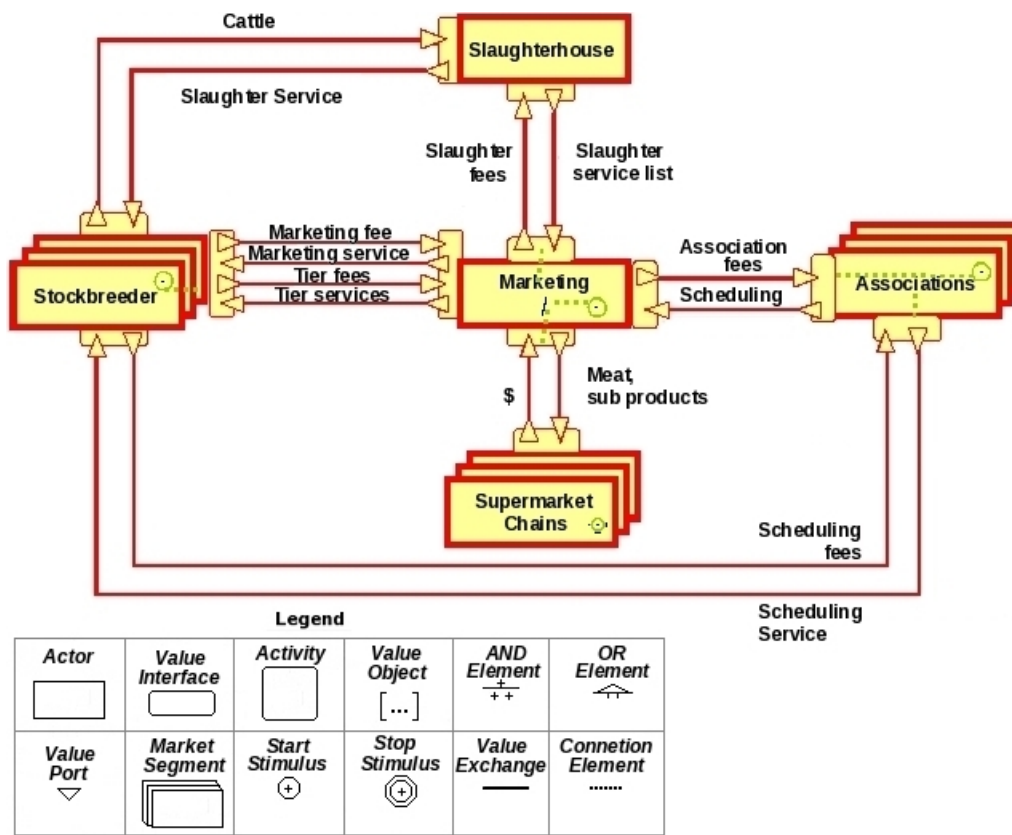 Cattle
Slaughterhouse
Slaughter Service
Slaughter
fees
Slaughter
service list
Marketing fee
Marketing service
Tier fees
Tier services
Stockbreeder
Marketing
Association
fees
Scheduling
Associations
$
Meat,
sub products
Supermarket
Chains
Scheduling
fees
Scheduling
Service
Legend
Actor
Value
Interface
Activity
Value
Object
[...]
AND
Element
OR
Element
Value
Port
Market
Segment
Start
Stimulus
Stop
Stimulus
Value
Exchange
Connetion
Element